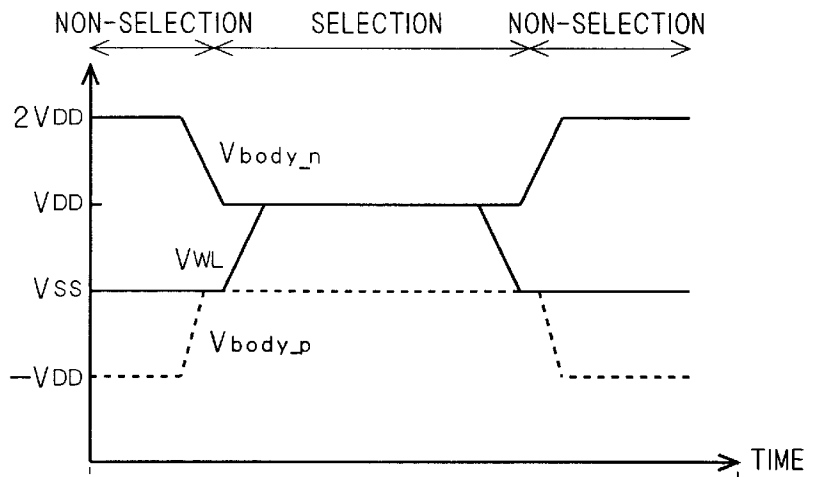 NON-SELECTION SELECTION NON-SELECTION
2VDD
Vbody_n
VDD
VWL
VSS
Vbody_p
−VDD
TIME